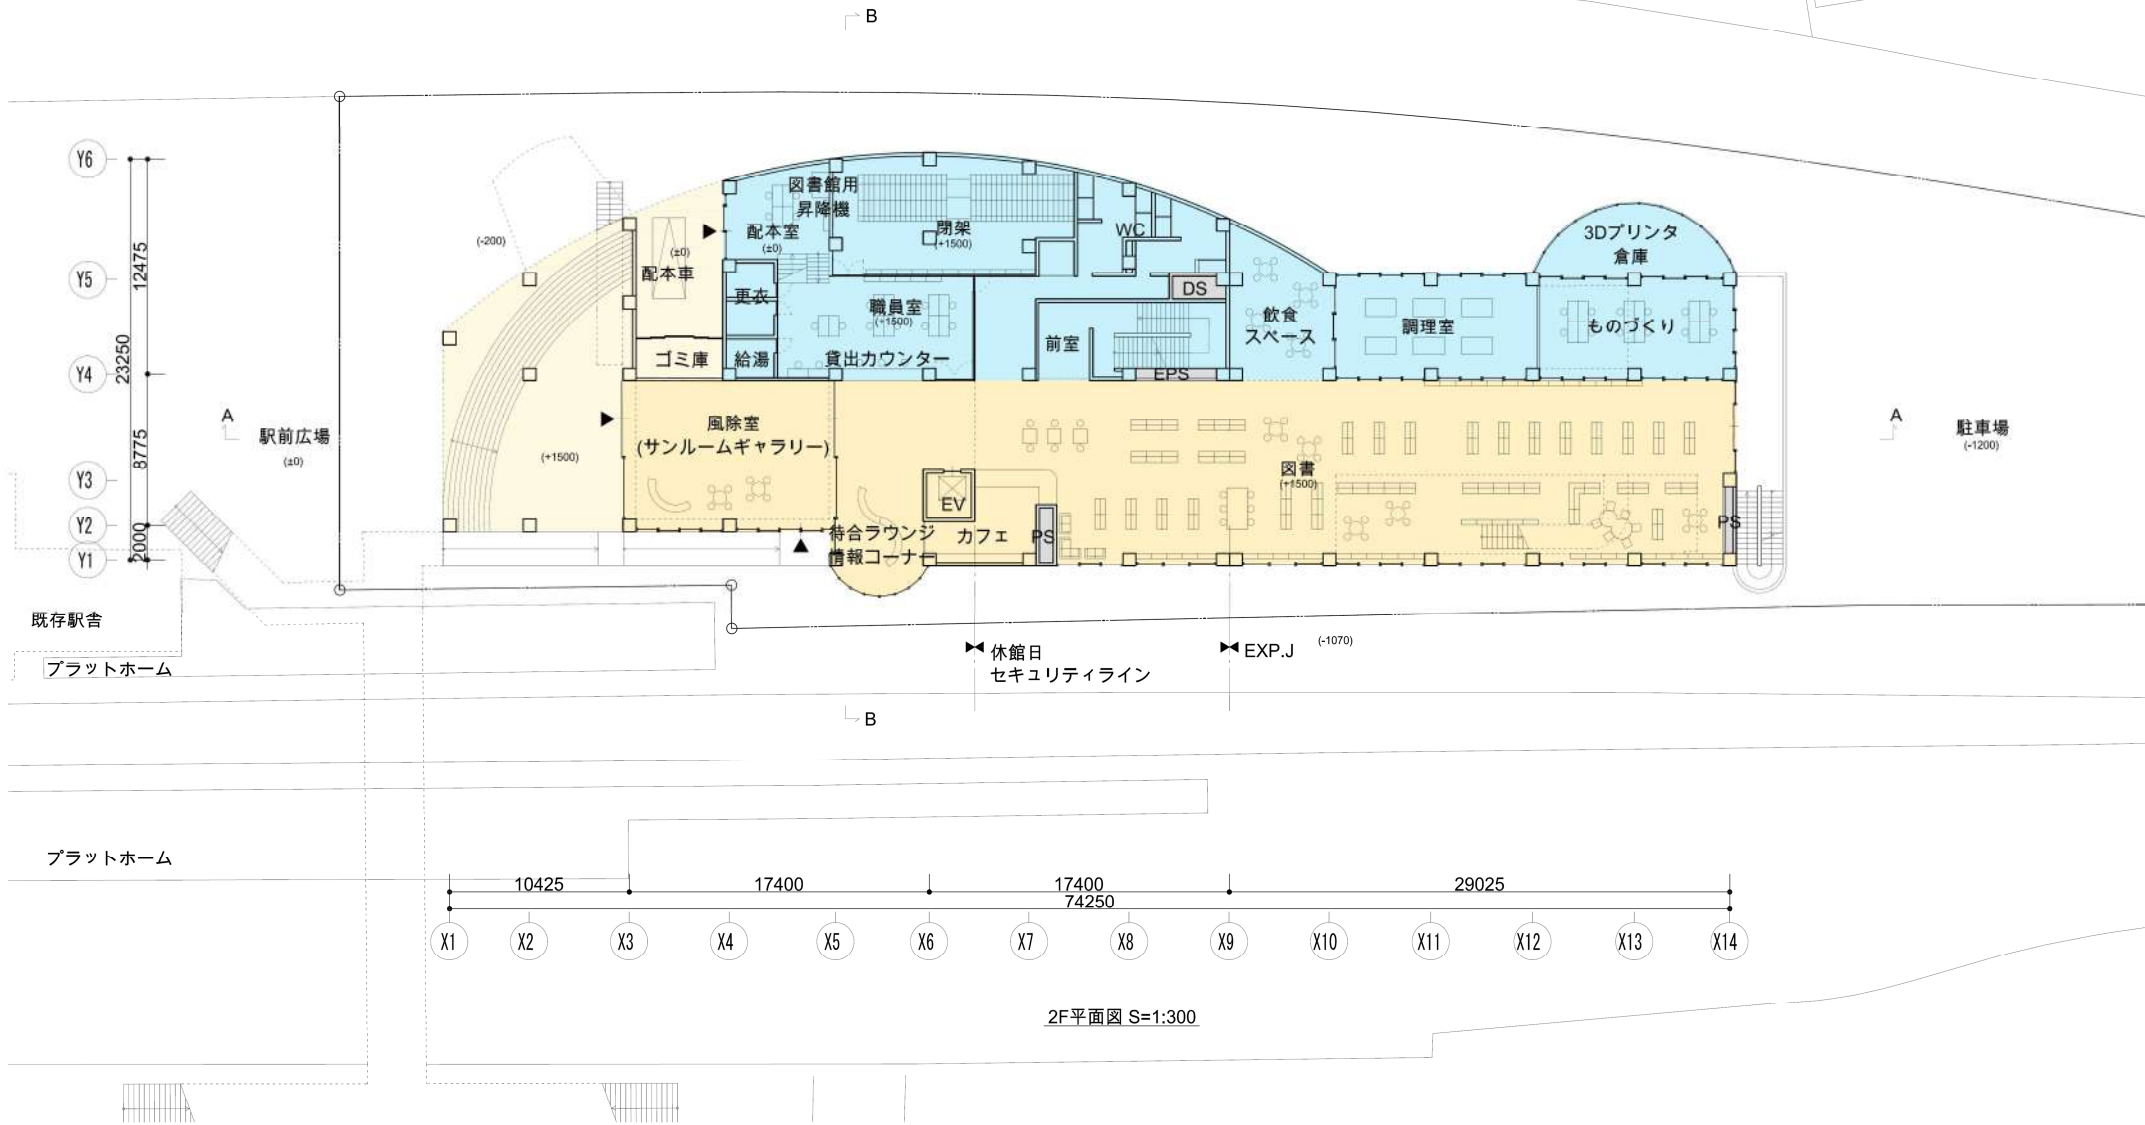 B
Y6
Y5
Y4
Y3
Y2
Y1
12475
23250
8775
2000
A
駅前広場
(±0)
(-200)
図書館用
昇降機
配本室
(±0)
閉架
(+1500)
WC
3Dプリンタ
倉庫
(±0)
配本車
更衣
職員室
(+1500)
DS
飲食
スペース
調理室
ものづくり
ゴミ庫
給湯
貸出カウンター
前室
EPS
風除室
(サンルームギャラリー)
(+1500)
図書
(+1500)
EV
待合ラウンジ
情報コーナー
カフェ
PS
PS
A
駐車場
(-1200)
既存駅舎
プラットホーム
休館日
セキュリティライン
EXP.J
(-1070)
B
プラットホーム
10425
17400
17400
29025
74250
X1
X2
X3
X4
X5
X6
X7
X8
X9
X10
X11
X12
X13
X14
2F平面図 S=1:300